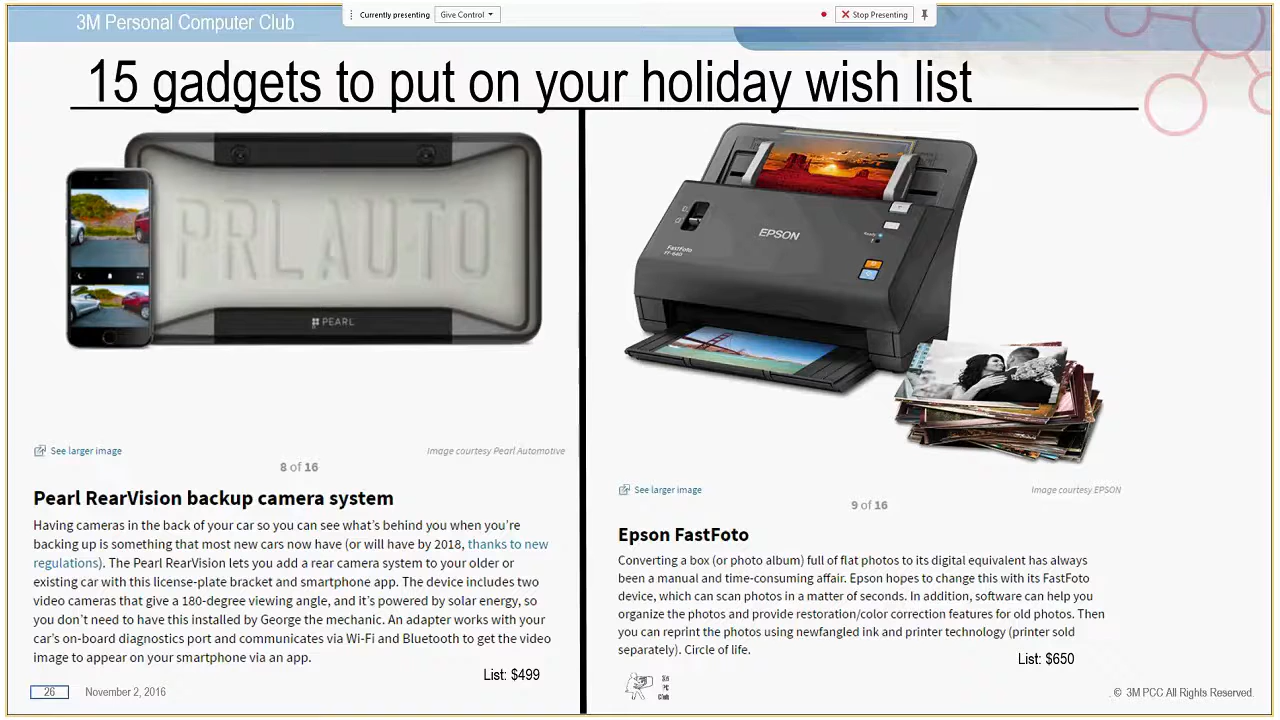 3M Personal Computer Club
Currently presenting
Give Control
Stop Presenting
15 gadgets to put on your holiday wish list
PRLAUTO
PEARL
See larger image
Image courtesy Pearl Automotive
8 of 16
Pearl RearVision backup camera system
Having cameras in the back of your car so you can see what's behind you when you're
backing up is something that most new cars now have (or will have by 2018, thanks to new
regulations). The Pearl RearVision lets you add a rear camera system to your older or
existing car with this license-plate bracket and smartphone app. The device includes two
video cameras that give a 180-degree viewing angle, and it's powered by solar energy, so
you don't need to have this installed by George the mechanic. An adapter works with your
car's on-board diagnostics port and communicates via Wi-Fi and Bluetooth to get the video
image to appear on your smartphone via an app.
List: $499
EPSON
FastFoto
FF-640
Ready
See larger image
Image courtesy EPSON
9 of 16
Epson FastFoto
Converting a box (or photo album) full of flat photos to its digital equivalent has always
been a manual and time-consuming affair. Epson hopes to change this with its FastFoto
device, which can scan photos in a matter of seconds. In addition, software can help you
organize the photos and provide restoration/color correction features for old photos. Then
you can reprint the photos using newfangled ink and printer technology (printer sold
separately). Circle of life.
List: $650
26
November 2, 2016
© 3M PCC All Rights Reserved.